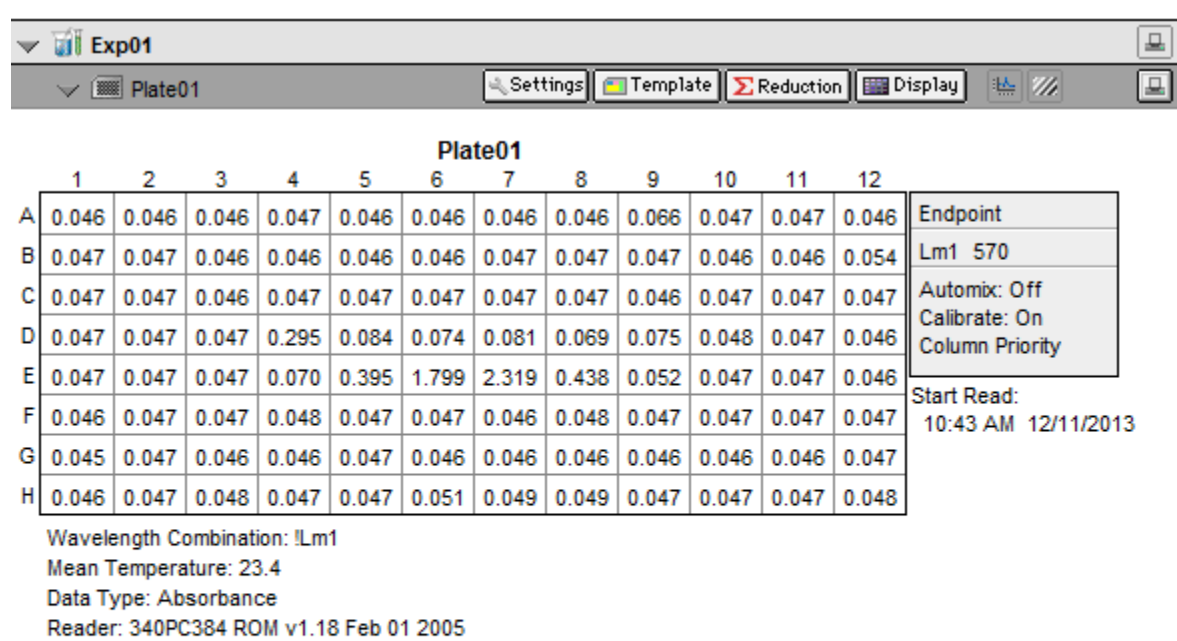 Exp01
Plate01 Settings Template Reduction Display
Plate01
1 2 3 4 5 6 7 8 9 10 11 12
A 0.046 0.046 0.046 0.047 0.046 0.046 0.046 0.046 0.066 0.047 0.047 0.046
B 0.047 0.047 0.046 0.046 0.046 0.046 0.047 0.047 0.047 0.046 0.046 0.054
C 0.047 0.047 0.046 0.047 0.047 0.047 0.047 0.047 0.046 0.047 0.047 0.047
D 0.047 0.047 0.047 0.295 0.084 0.074 0.081 0.069 0.075 0.048 0.047 0.046
E 0.047 0.047 0.047 0.070 0.395 1.799 2.319 0.438 0.052 0.047 0.047 0.046
F 0.046 0.047 0.047 0.048 0.047 0.047 0.046 0.048 0.047 0.047 0.047 0.047
G 0.045 0.047 0.046 0.046 0.047 0.046 0.046 0.046 0.046 0.046 0.046 0.047
H 0.046 0.047 0.048 0.047 0.047 0.051 0.049 0.049 0.047 0.047 0.047 0.048
Endpoint
Lm1 570
Automix: Off
Calibrate: On
Column Priority
Start Read:
10:43 AM 12/11/2013
Wavelength Combination: !Lm1
Mean Temperature: 23.4
Data Type: Absorbance
Reader: 340PC384 ROM v1.18 Feb 01 2005